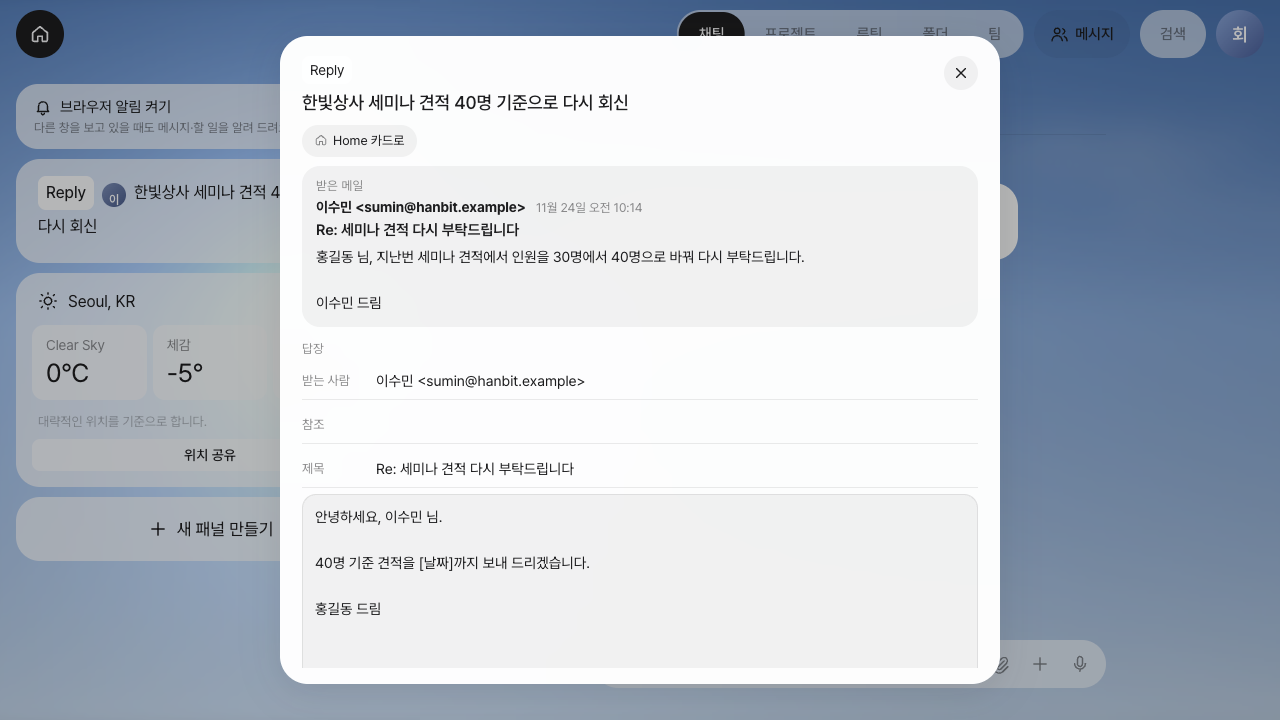 채팅
프로젝트
루틴
폴더
팀
메시지
검색
회
브라우저 알림 켜기
다른 창을 보고 있을 때도 메시지·할 일을 알려 드려
Reply 이 한빛상사 세미나 견적 4
다시 회신
Seoul, KR
Clear Sky
0°C
체감
-5°
대략적인 위치를 기준으로 합니다.
위치 공유
새 패널 만들기
Reply
한빛상사 세미나 견적 40명 기준으로 다시 회신
Home 카드로
받은 메일
이수민 <sumin@hanbit.example> 11월 24일 오전 10:14
Re: 세미나 견적 다시 부탁드립니다
홍길동 님, 지난번 세미나 견적에서 인원을 30명에서 40명으로 바꿔 다시 부탁드립니다.
이수민 드림
답장
받는 사람 이수민 <sumin@hanbit.example>
참조
제목 Re: 세미나 견적 다시 부탁드립니다
안녕하세요, 이수민 님.
40명 기준 견적을 [날짜]까지 보내 드리겠습니다.
홍길동 드림